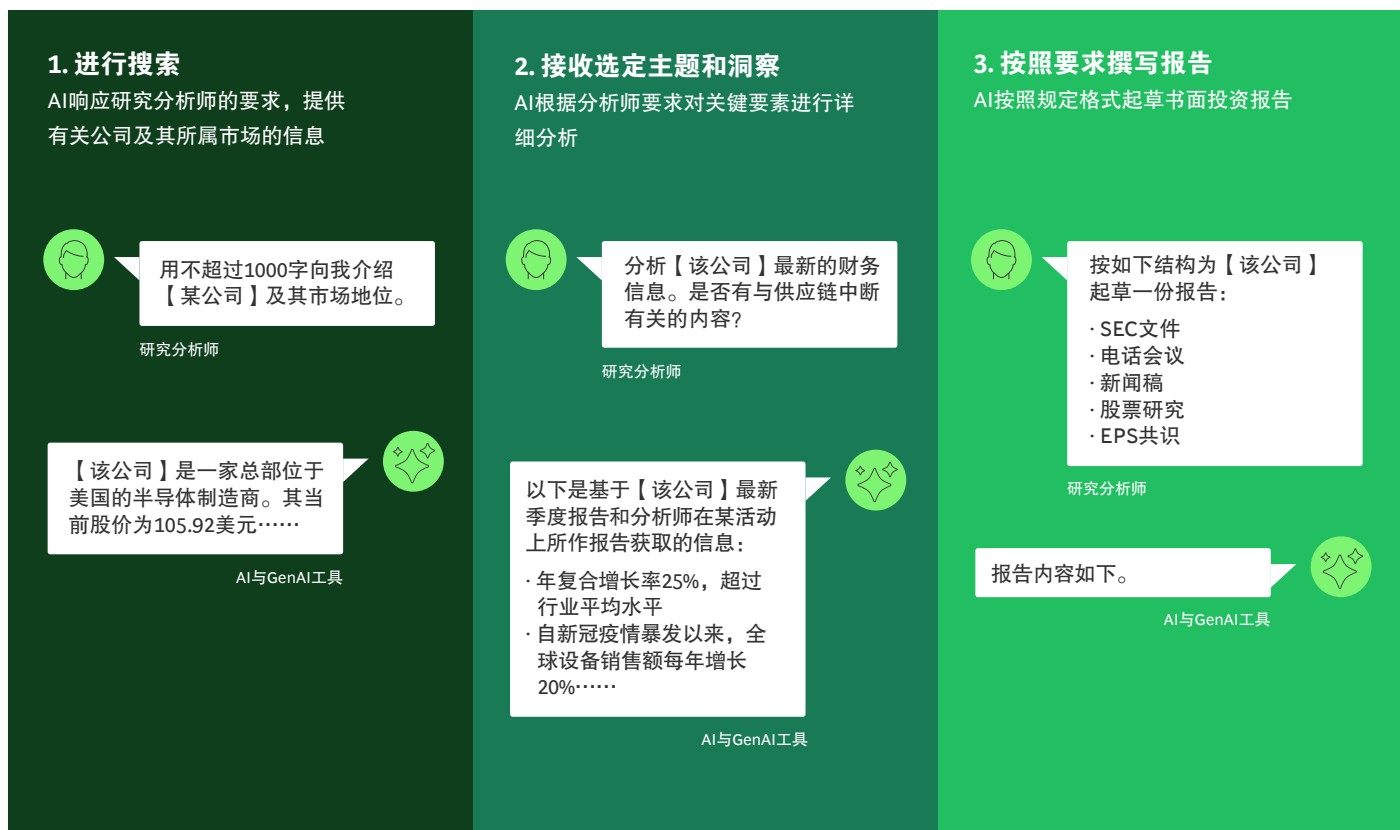 1. 进行搜索
AI响应研究分析师的要求，提供
有关公司及其所属市场的信息
用不超过1000字向我介绍
【某公司】及其市场地位。
研究分析师
【该公司】是一家总部位于
美国的半导体制造商。其当
前股价为105.92美元……
AI与GenAI工具
2. 接收选定主题和洞察
AI根据分析师要求对关键要素进行详
细分析
分析【该公司】最新的财务
信息。是否有与供应链中断
有关的内容？
研究分析师
以下是基于【该公司】最新
季度报告和分析师在某活动
上所作报告获取的信息：
· 年复合增长率25%，超过
行业平均水平
· 自新冠疫情暴发以来，全
球设备销售额每年增长
20%……
AI与GenAI工具
3. 按照要求撰写报告
AI按照规定格式起草书面投资报告
按如下结构为【该公司】
起草一份报告：
· SEC文件
· 电话会议
· 新闻稿
· 股票研究
· EPS共识
研究分析师
报告内容如下。
AI与GenAI工具